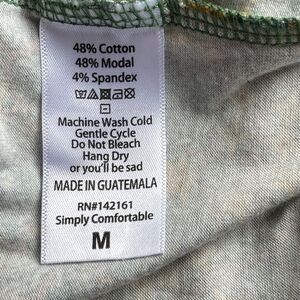 48% Cotton
48% Modal
4% Spandex
Machine Wash Cold
Gentle Cycle
Do Not Bleach
Hang Dry
or you'll be sad
MADE IN GUATEMALA
RN#142161
Simply Comfortable
M